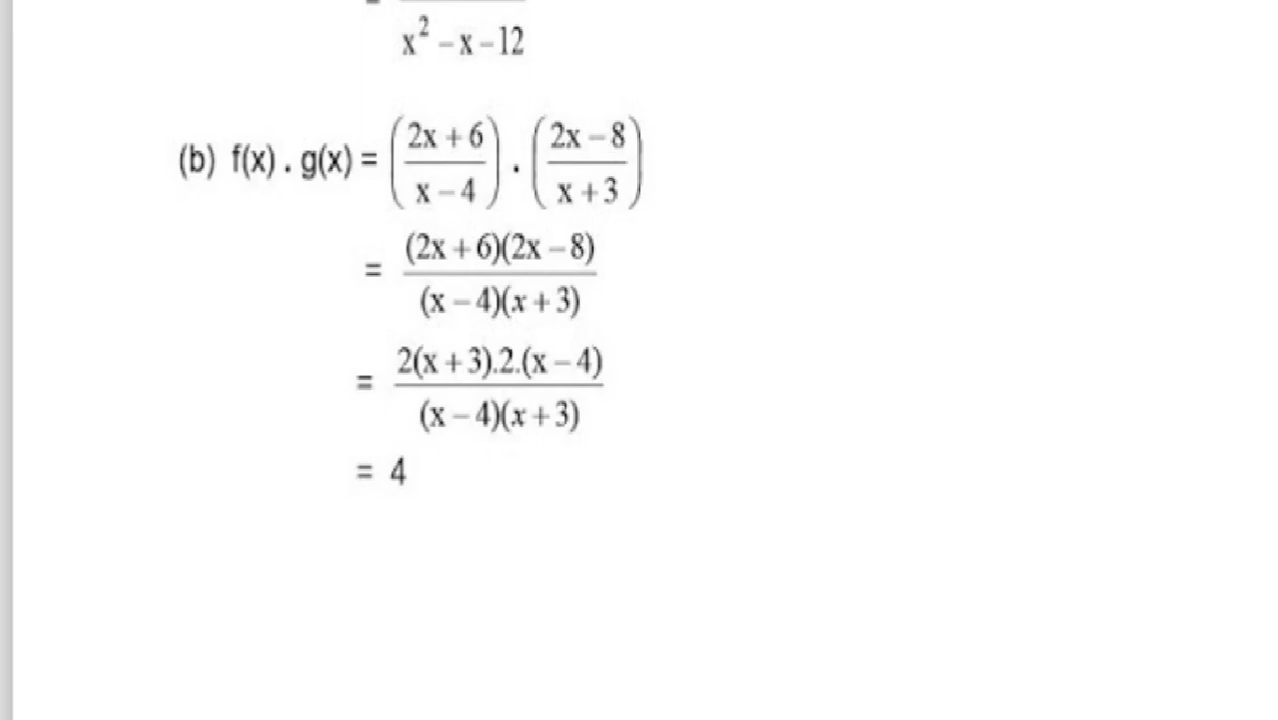 =
x² – x – 12
(b) f(x) . g(x) = ((2x + 6)/(x – 4)) . ((2x – 8)/(x + 3))
= (2x + 6)(2x – 8)/(x – 4)(x + 3)
= 2(x + 3).2.(x – 4)/(x – 4)(x + 3)
= 4